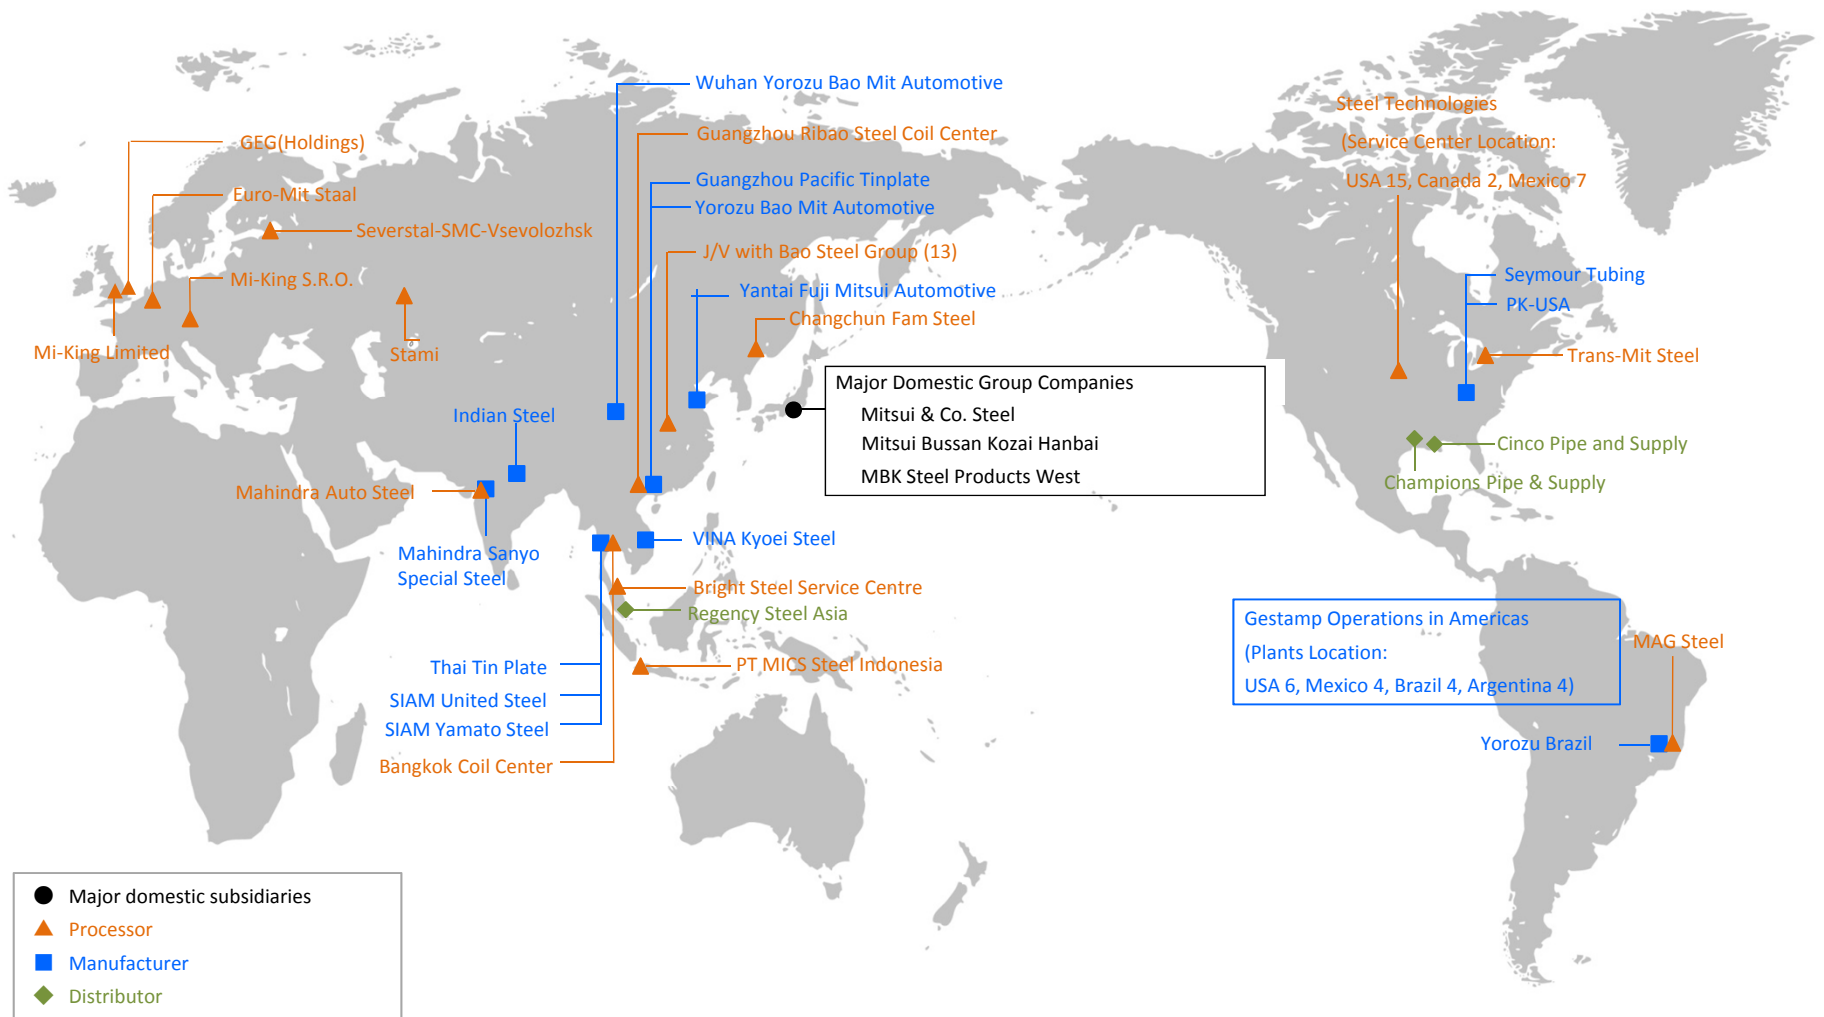 Wuhan Yorozu Bao Mit Automotive
Steel Technologies
(Service Center Location:
USA 15, Canada 2, Mexico 7
GEG(Holdings)
Guangzhou Ribao Steel Coil Center
Euro-Mit Staal
Guangzhou Pacific Tinplate
Yorozu Bao Mit Automotive
Severstal-SMC-Vsevolozhsk
J/V with Bao Steel Group (13)
Mi-King S.R.O.
Yantai Fuji Mitsui Automotive
Seymour Tubing
PK-USA
Changchun Fam Steel
Mi-King Limited
Stami
Trans-Mit Steel
Major Domestic Group Companies
Mitsui & Co. Steel
Mitsui Bussan Kozai Hanbai
MBK Steel Products West
Indian Steel
Cinco Pipe and Supply
Champions Pipe & Supply
Mahindra Auto Steel
Mahindra Sanyo
Special Steel
VINA Kyoei Steel
Bright Steel Service Centre
Regency Steel Asia
Gestamp Operations in Americas
(Plants Location:
USA 6, Mexico 4, Brazil 4, Argentina 4)
MAG Steel
Thai Tin Plate
PT MICS Steel Indonesia
SIAM United Steel
SIAM Yamato Steel
Yorozu Brazil
Bangkok Coil Center
Major domestic subsidiaries
Processor
Manufacturer
Distributor